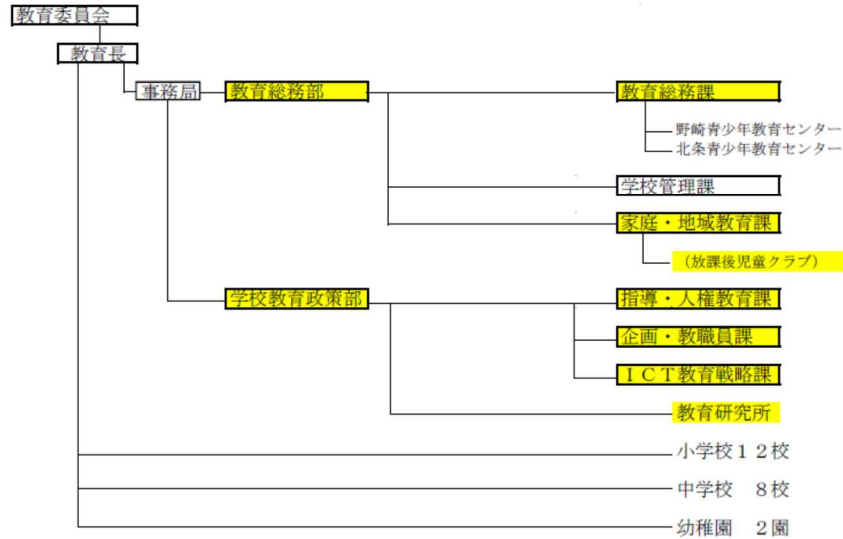 教育委員会
教育長
事務局
教育総務部
教育総務課
野崎青少年教育センター
北条青少年教育センター
学校管理課
家庭・地域教育課
(放課後児童クラブ)
学校教育政策部
指導・人権教育課
企画・教職員課
ＩＣＴ教育戦略課
教育研究所
小学校１２校
中学校　８校
幼稚園　２園